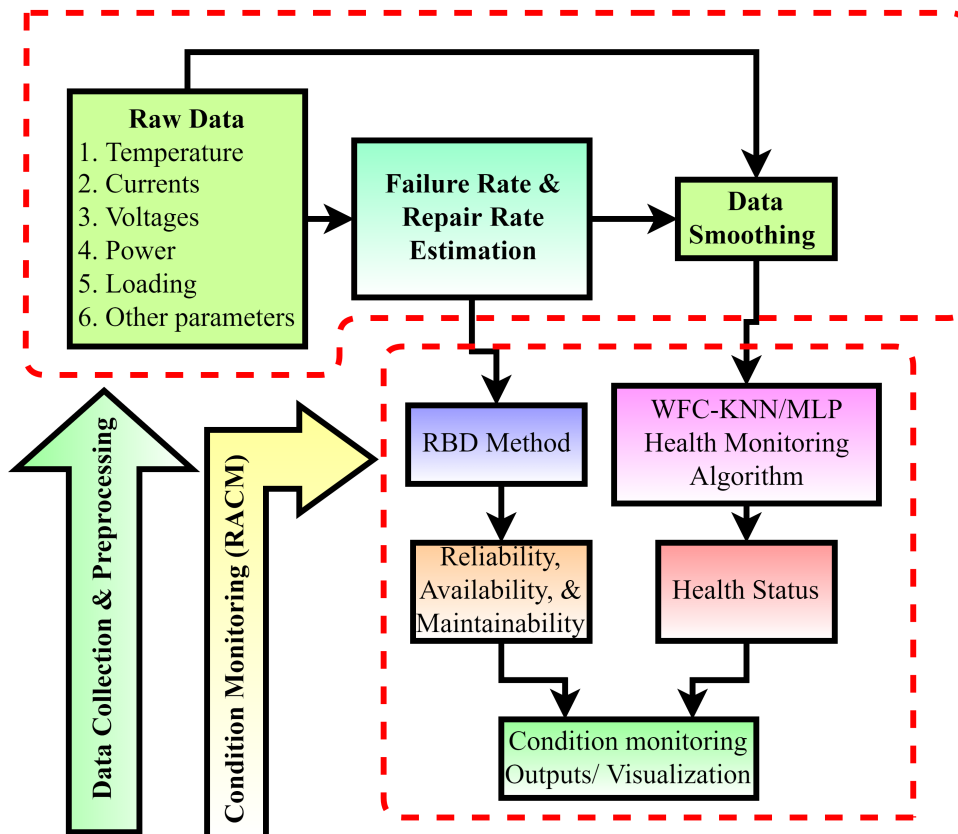 Raw Data
1. Temperature
2. Currents
3. Voltages
4. Power
5. Loading
6. Other parameters
Failure Rate &
Repair Rate
Estimation
Data
Smoothing
Data Collection & Preprocessing
Condition Monitoring (RACM)
RBD Method
WFC-KNN/MLP
Health Monitoring
Algorithm
Reliability,
Availability, &
Maintainability
Health Status
Condition monitoring
Outputs/ Visualization